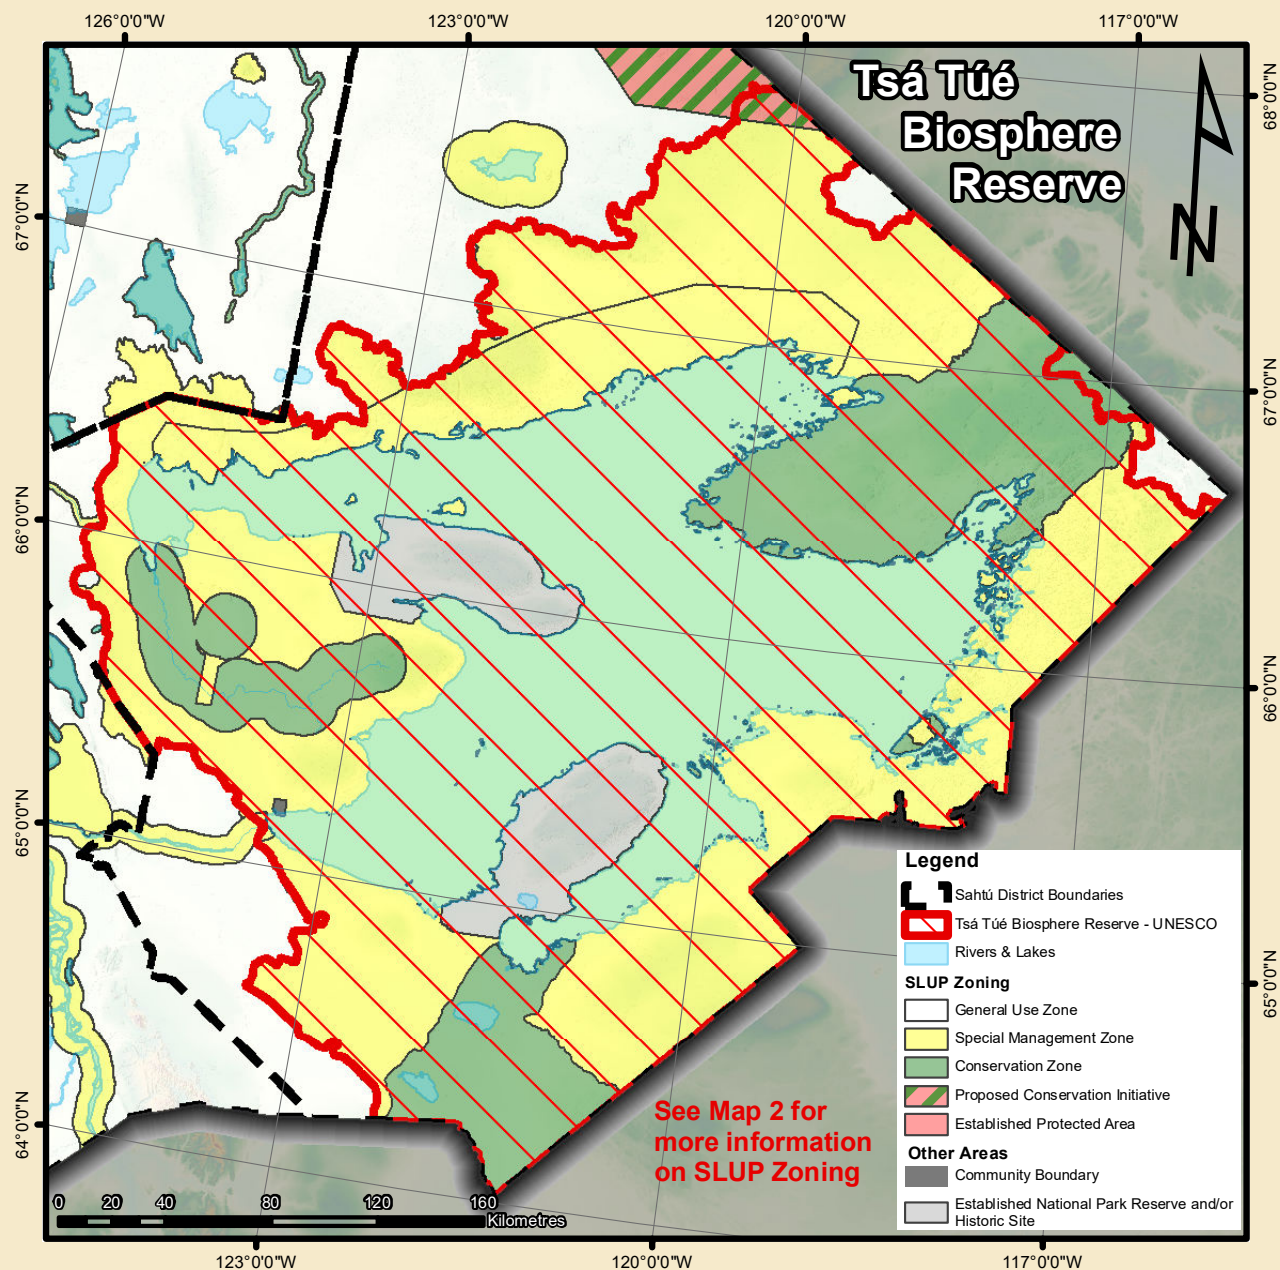 126°0'0"W
123°0'0"W
120°0'0"W
117°0'0"W
Tsá Túé
Biosphere
Reserve
N
68°0'0"N
67°0'0"N
66°0'0"N
65°0'0"N
67°0'0"N
66°0'0"N
65°0'0"N
64°0'0"N
Legend
Sahtú District Boundaries
Tsá Túé Biosphere Reserve - UNESCO
Rivers & Lakes
SLUP Zoning
General Use Zone
Special Management Zone
Conservation Zone
Proposed Conservation Initiative
Established Protected Area
Other Areas
Community Boundary
Established National Park Reserve and/or
Historic Site
See Map 2 for
more information
on SLUP Zoning
0 20 40 80 120 160
Kilometres
123°0'0"W
120°0'0"W
117°0'0"W